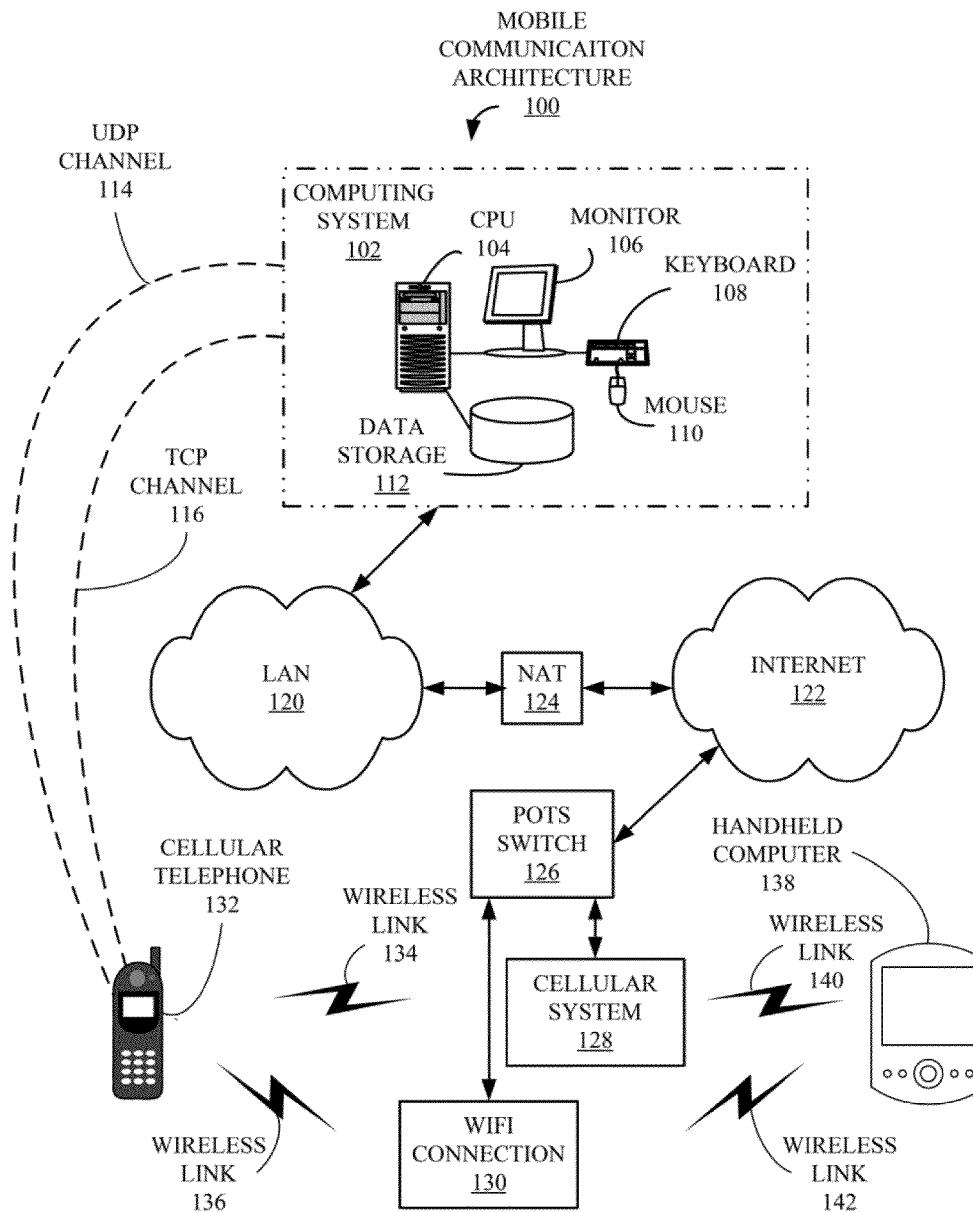 MOBILE
COMMUNICAITON
ARCHITECTURE
100
UDP
CHANNEL
114
COMPUTING
SYSTEM
102
CPU
104
MONITOR
106
KEYBOARD
108
MOUSE
110
DATA
STORAGE
112
TCP
CHANNEL
116
LAN
120
NAT
124
INTERNET
122
POTS
SWITCH
126
HANDHELD
COMPUTER
138
CELLULAR
TELEPHONE
132
WIRELESS
LINK
134
WIRELESS
LINK
140
CELLULAR
SYSTEM
128
WIFI
CONNECTION
130
WIRELESS
LINK
136
WIRELESS
LINK
142